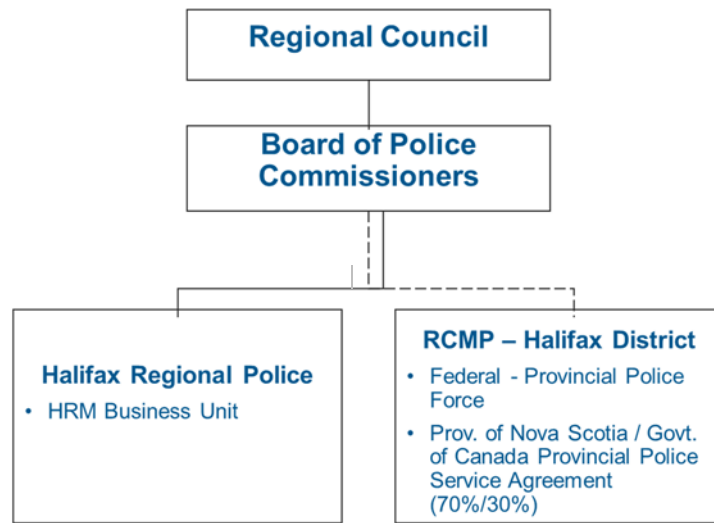 Regional Council
Board of Police
Commissioners
Halifax Regional Police
• HRM Business Unit
RCMP – Halifax District
• Federal - Provincial Police
Force
• Prov. of Nova Scotia / Govt.
of Canada Provincial Police
Service Agreement
(70%/30%)